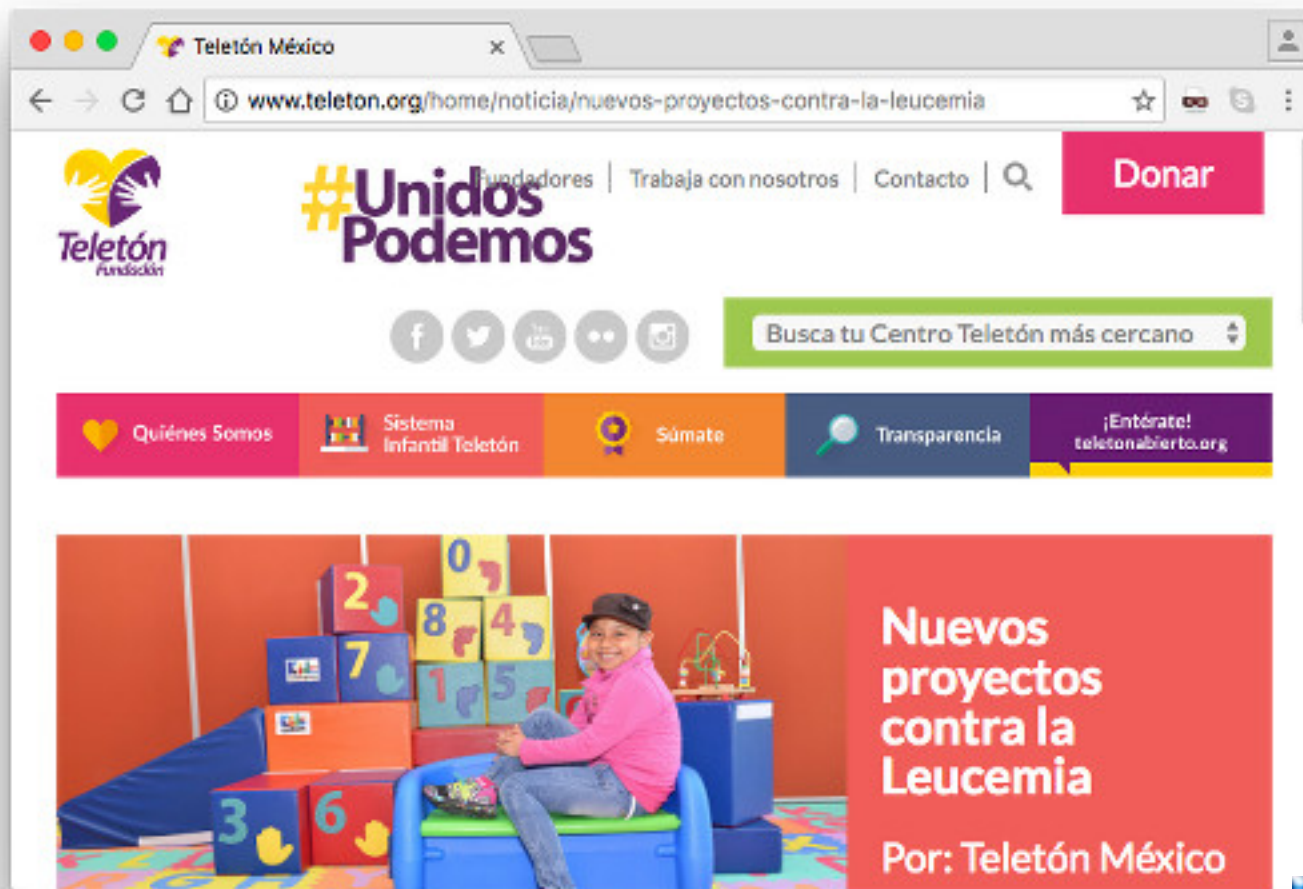 Teletón México
www.teleton.org/home/noticia/nuevos-proyectos-contra-la-leucemia
Teletón
Fundación
#Unidos
Podemos
Fundadores | Trabaja con nosotros | Contacto |
Donar
Busca tu Centro Teletón más cercano
Quiénes Somos
Sistema
Infantil Teletón
Súmate
Transparencia
¡Entérate!
teletonabierto.org
0
2
8 4
7
1 5
3 6
Nuevos
proyectos
contra la
Leucemia
Por: Teletón México